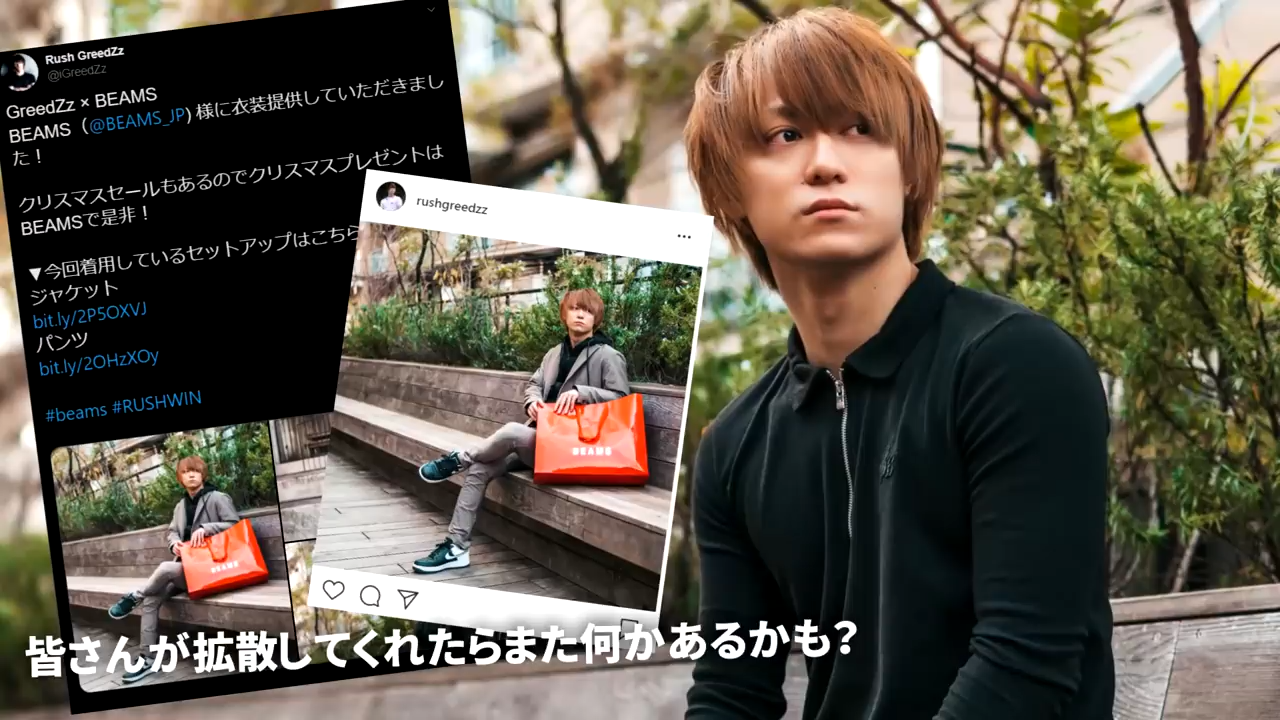 Rush GreedZz
@iGreedZz
GreedZz × BEAMS
BEAMS（@BEAMS_JP) 様に衣装提供していただきまし
た！
クリスマスセールもあるのでクリスマスプレゼントは
BEAMSで是非！
▼今回着用しているセットアップはこちら
ジャケット
bit.ly/2P5OXVJ
パンツ
bit.ly/2OHzXOy
#beams #RUSHWIN
BEAMS
rushgreedzz
BEAMS
皆さんが拡散してくれたらまた何かあるかも？